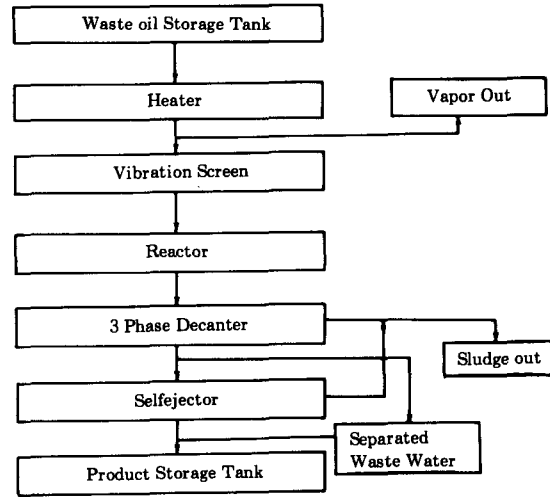 Waste oil Storage Tank
Heater
Vapor Out
Vibration Screen
Reactor
3 Phase Decanter
Sludge out
Selfejector
Separated
Waste Water
Product Storage Tank